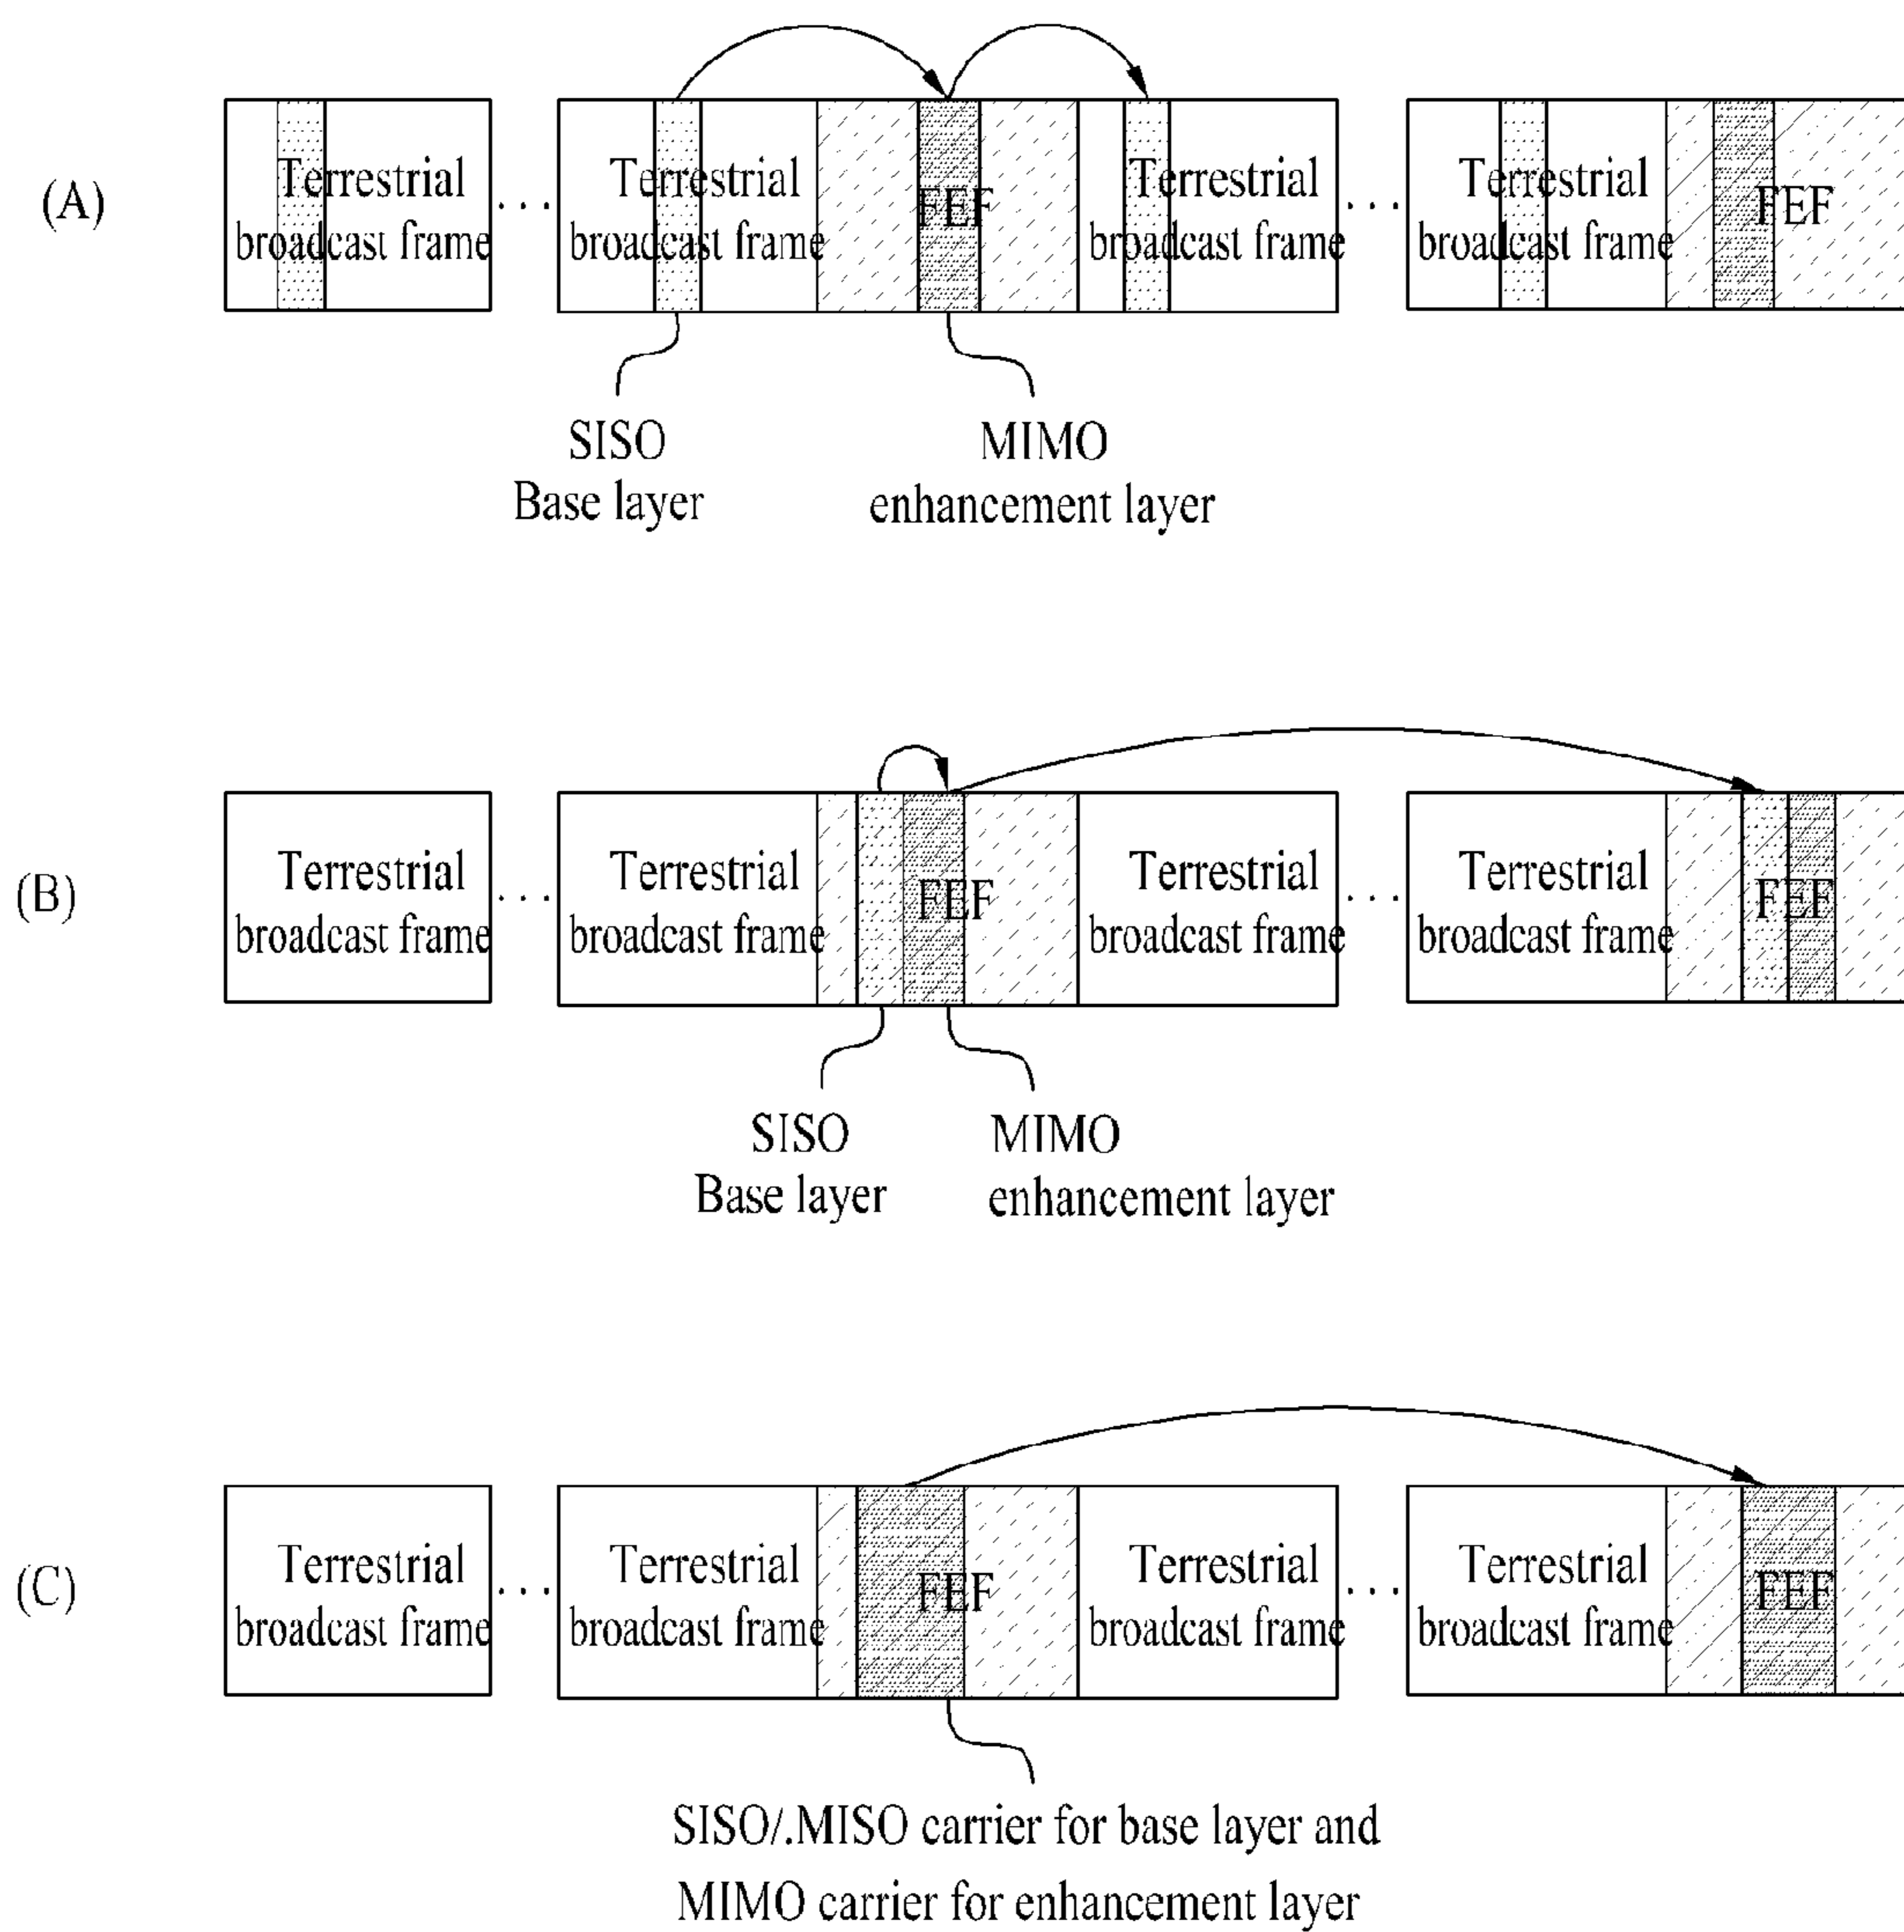 (A)
Terrestrial
broadcast frame
...
Terrestrial
broadcast frame
FEF
Terrestrial
broadcast frame
...
Terrestrial
broadcast frame
FEF
SISO
Base layer
MIMO
enhancement layer
(B)
Terrestrial
broadcast frame
...
Terrestrial
broadcast frame
FEF
Terrestrial
broadcast frame
...
Terrestrial
broadcast frame
FEF
SISO
Base layer
MIMO
enhancement layer
(C)
Terrestrial
broadcast frame
...
Terrestrial
broadcast frame
FEF
Terrestrial
broadcast frame
...
Terrestrial
broadcast frame
FEF
SISO/.MISO carrier for base layer and
MIMO carrier for enhancement layer